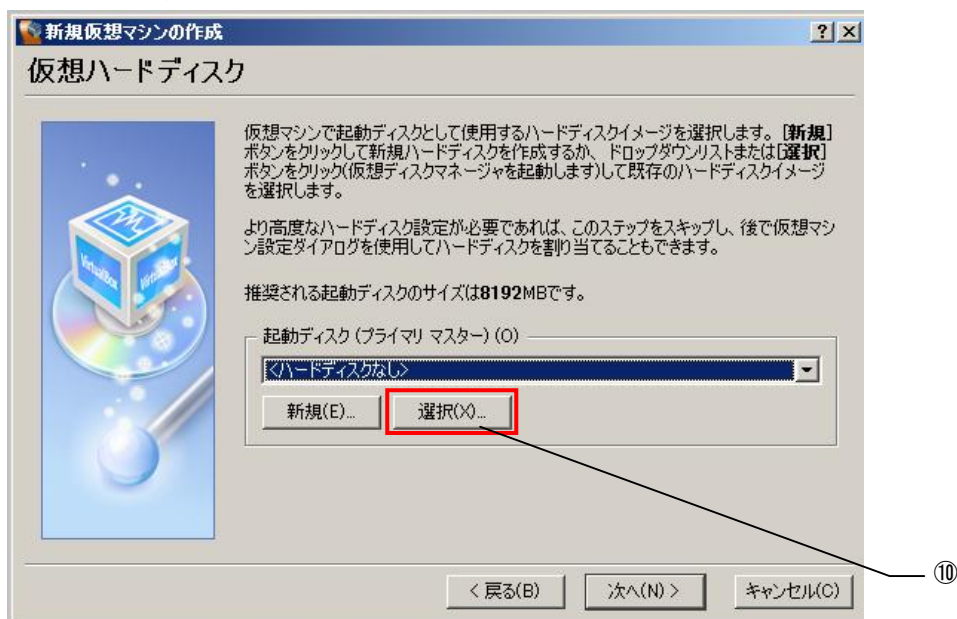 新規仮想マシンの作成
仮想ハードディスク
仮想マシンで起動ディスクとして使用するハードディスクイメージを選択します。[新規]
ボタンをクリックして新規ハードディスクを作成するか、ドロップダウンリストまたは[選択]
ボタンをクリック(仮想ディスクマネージャを起動します)して既存のハードディスクイメージ
を選択します。
より高度なハードディスク設定が必要であれば、このステップをスキップし、後で仮想マシ
ン設定ダイアログを使用してハードディスクを割り当てることもできます。
推奨される起動ディスクのサイズは8192MBです。
起動ディスク (プライマリ マスター) (O)
<ハードディスクなし>
新規(E)...
選択(X)...
VirtualBox
⑩
< 戻る(B)
次へ(N) >
キャンセル(C)